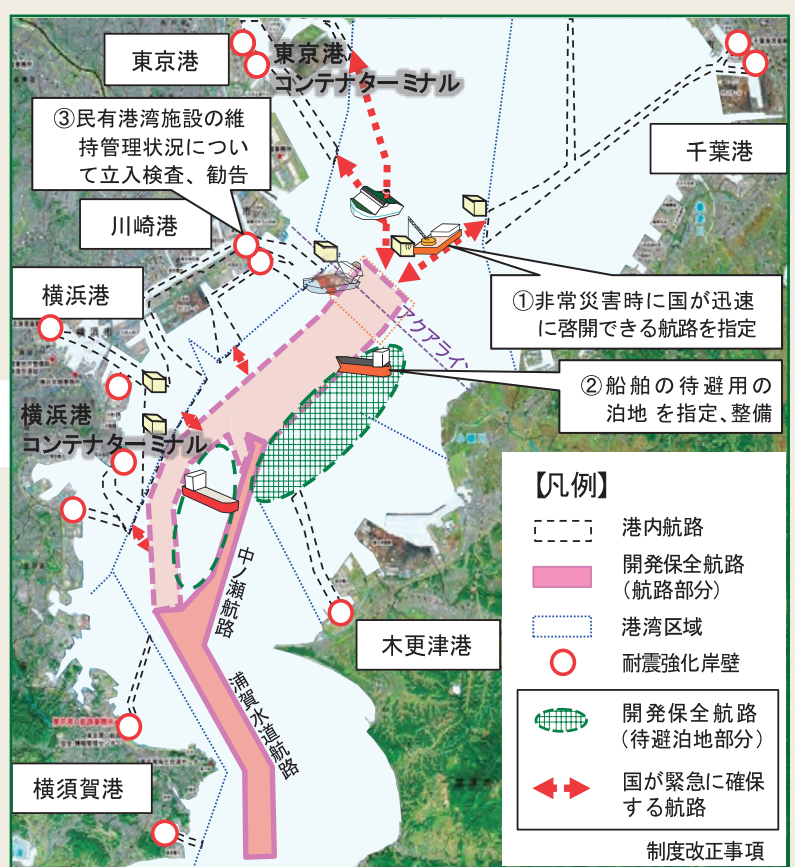 東京港
東京港
コンテナターミナル
③民有港湾施設の維
持管理状況につい
て立入検査、勧告
千葉港
川崎港
横浜港
①非常災害時に国が迅速
に啓開できる航路を指定
アクアライン
②船舶の待避用の
泊地を指定、整備
横浜市
横浜港
コンテナターミナル
【凡例】
港内航路
開発保全航路
(航路部分)
港湾区域
耐震強化岸壁
開発保全航路
(待避泊地部分)
国が緊急に確保
する航路
制度改正事項
中ノ瀬航路
木更津港
浦賀水道航路
横須賀港